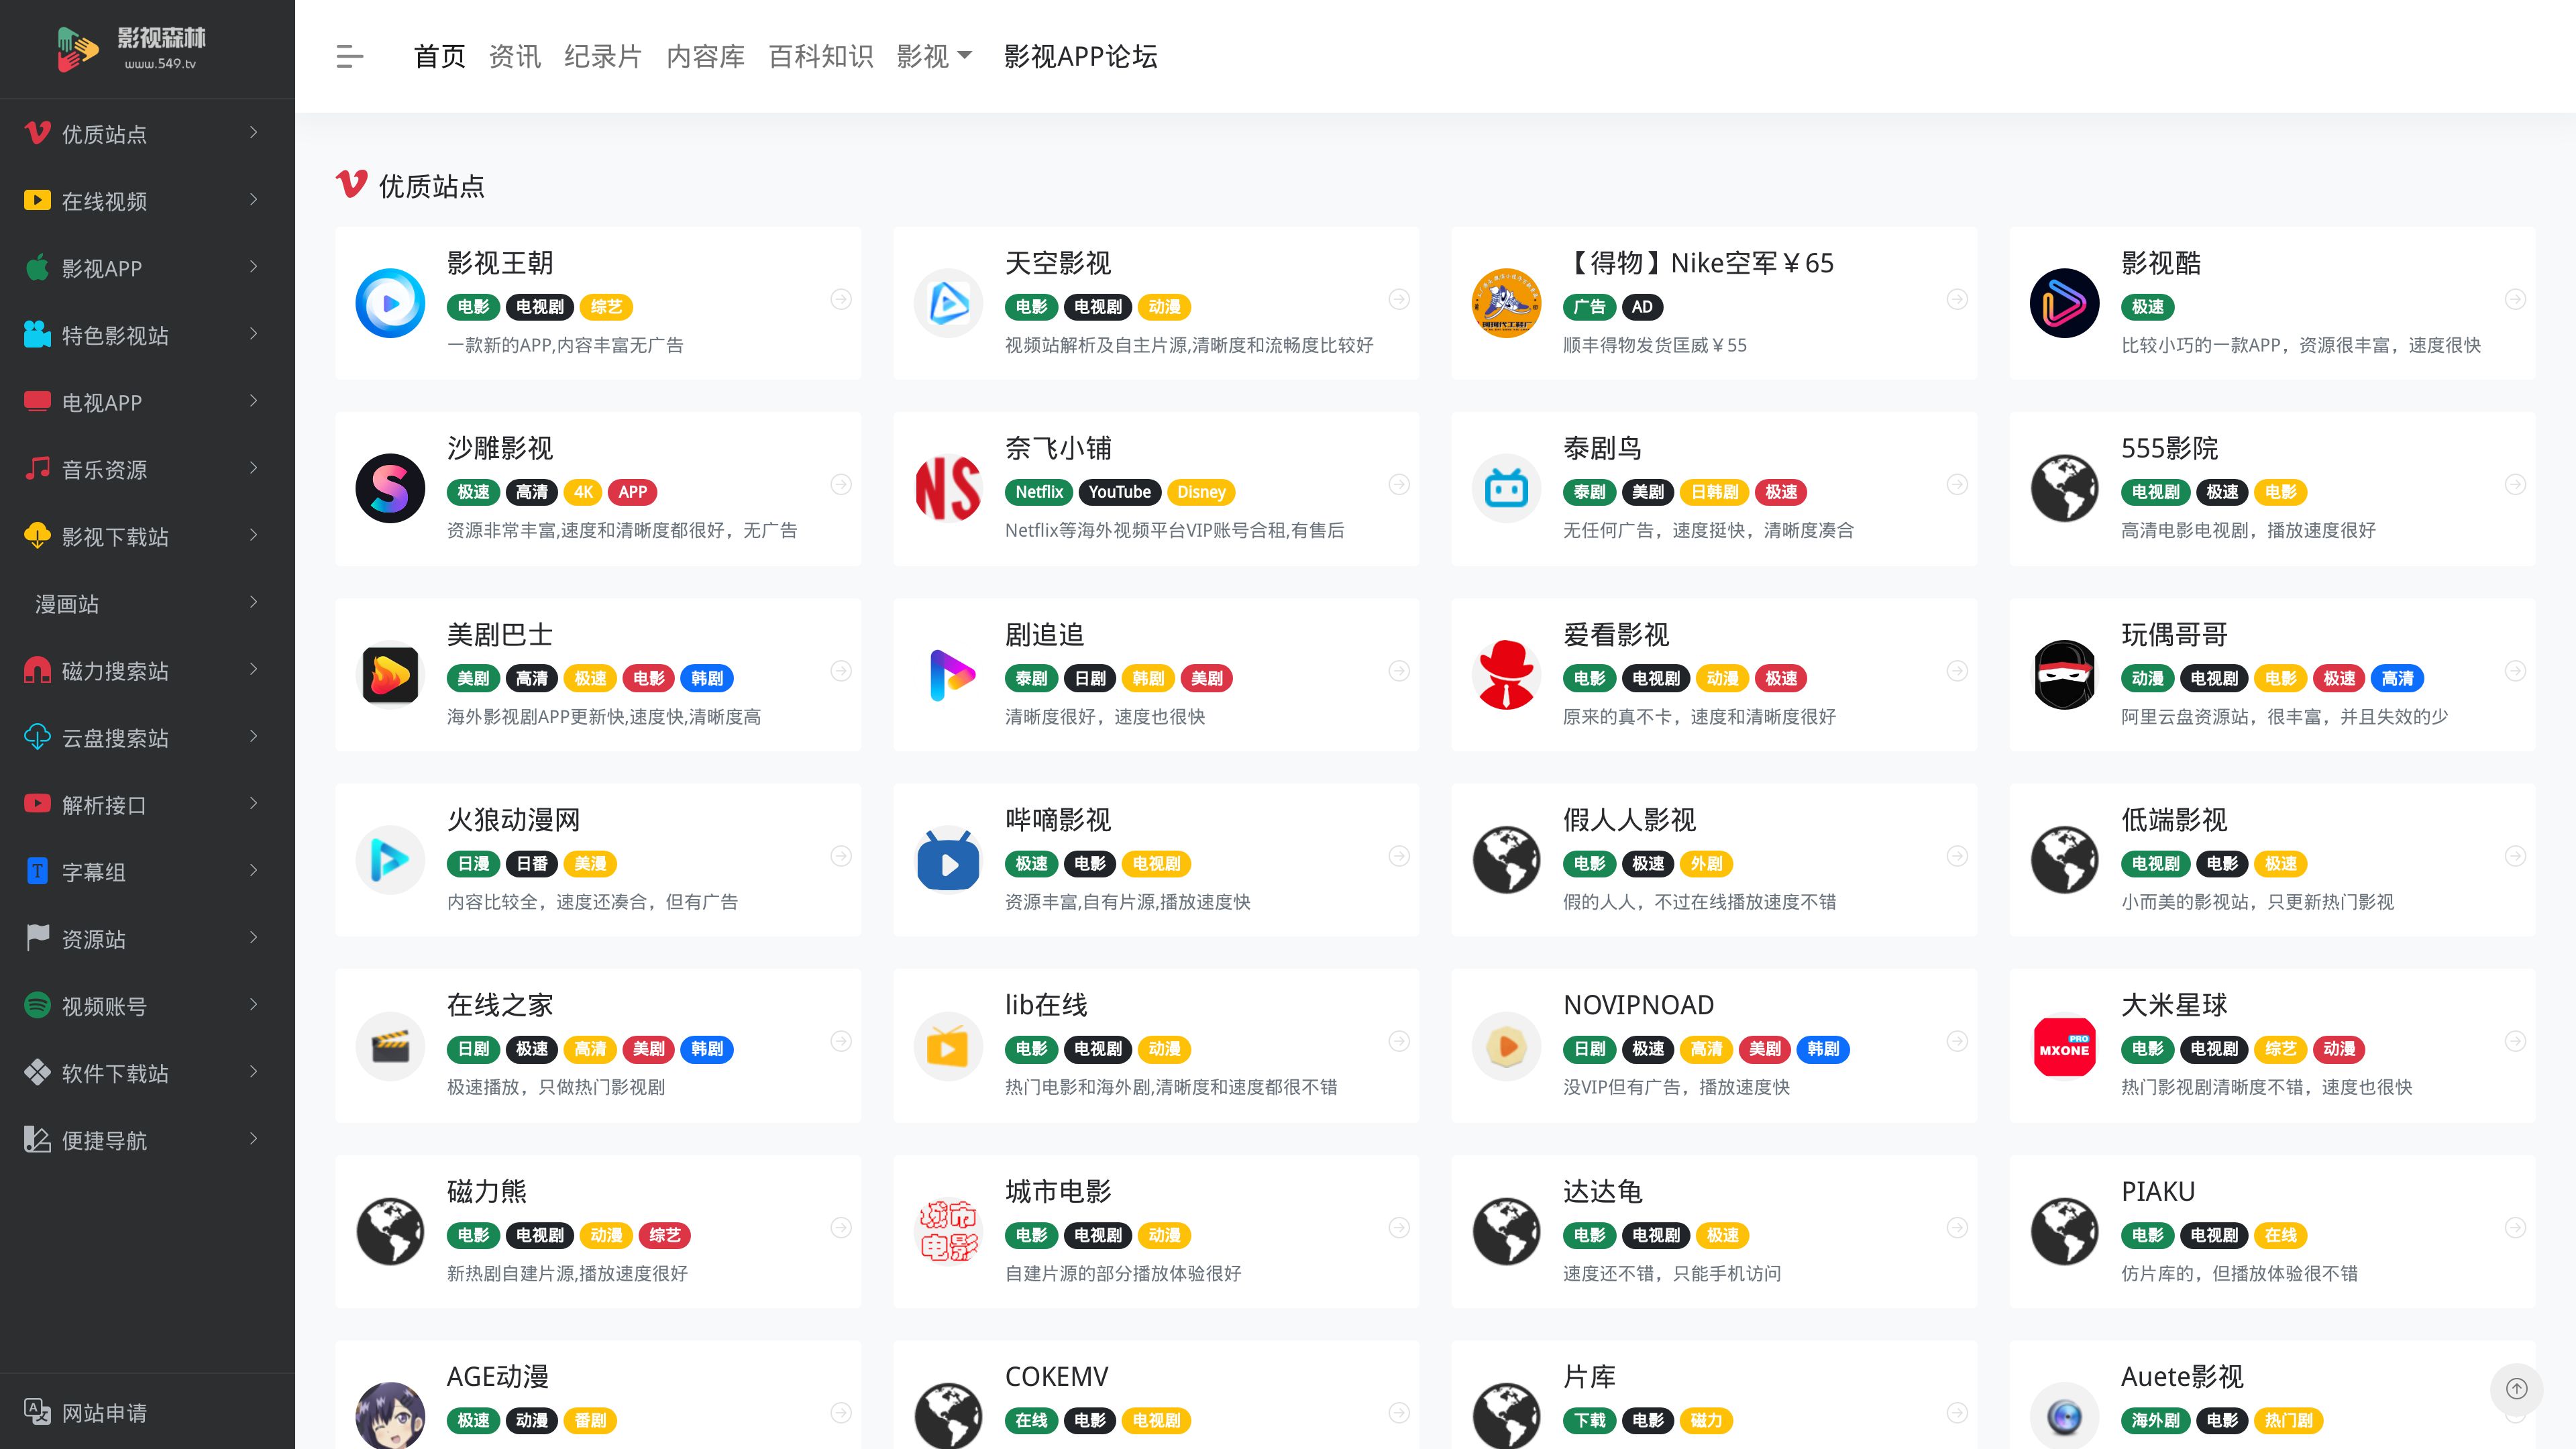 影视森林
www.549.tv
优质站点
在线视频
影视APP
特色影视站
电视APP
音乐资源
影视下载站
漫画站
磁力搜索站
云盘搜索站
解析接口
字幕组
资源站
视频账号
软件下载站
便捷导航
网站申请
首页 资讯 纪录片 内容库 百科知识 影视 影视APP论坛
优质站点
影视王朝
电影 电视剧 综艺
一款新的APP,内容丰富无广告
天空影视
电影 电视剧 动漫
视频站解析及自主片源,清晰度和流畅度比较好
【得物】Nike空军￥65
广告 AD
顺丰得物发货匡威￥55
影视酷
极速
比较小巧的一款APP，资源很丰富，速度很快
沙雕影视
极速 高清 4K APP
资源非常丰富,速度和清晰度都很好，无广告
NS
奈飞小铺
Netflix YouTube Disney
Netflix等海外视频平台VIP账号合租,有售后
泰剧鸟
泰剧 美剧 日韩剧 极速
无任何广告，速度挺快，清晰度凑合
555影院
电视剧 极速 电影
高清电影电视剧，播放速度很好
美剧巴士
美剧 高清 极速 电影 韩剧
海外影视剧APP更新快,速度快,清晰度高
剧追追
泰剧 日剧 韩剧 美剧
清晰度很好，速度也很快
爱看影视
电影 电视剧 动漫 极速
原来的真不卡，速度和清晰度很好
玩偶哥哥
动漫 电视剧 电影 极速 高清
阿里云盘资源站，很丰富，并且失效的少
火狼动漫网
日漫 日番 美漫
内容比较全，速度还凑合，但有广告
哔嘀影视
极速 电影 电视剧
资源丰富,自有片源,播放速度快
假人人影视
电影 极速 外剧
假的人人，不过在线播放速度不错
低端影视
电视剧 电影 极速
小而美的影视站，只更新热门影视
在线之家
日剧 极速 高清 美剧 韩剧
极速播放，只做热门影视剧
lib在线
电影 电视剧 动漫
热门电影和海外剧,清晰度和速度都很不错
NOVIPNOAD
日剧 极速 高清 美剧 韩剧
没VIP但有广告，播放速度快
PRO
MXONE
大米星球
电影 电视剧 综艺 动漫
热门影视剧清晰度不错，速度也很快
磁力熊
电影 电视剧 动漫 综艺
新热剧自建片源,播放速度很好
城市
电影
城市电影
电影 电视剧 动漫
自建片源的部分播放体验很好
达达龟
电影 电视剧 极速
速度还不错，只能手机访问
PIAKU
电影 电视剧 在线
仿片库的，但播放体验很不错
AGE动漫
极速 动漫 番剧
COKEMV
在线 电影 电视剧
片库
下载 电影 磁力
Auete影视
海外剧 电影 热门剧